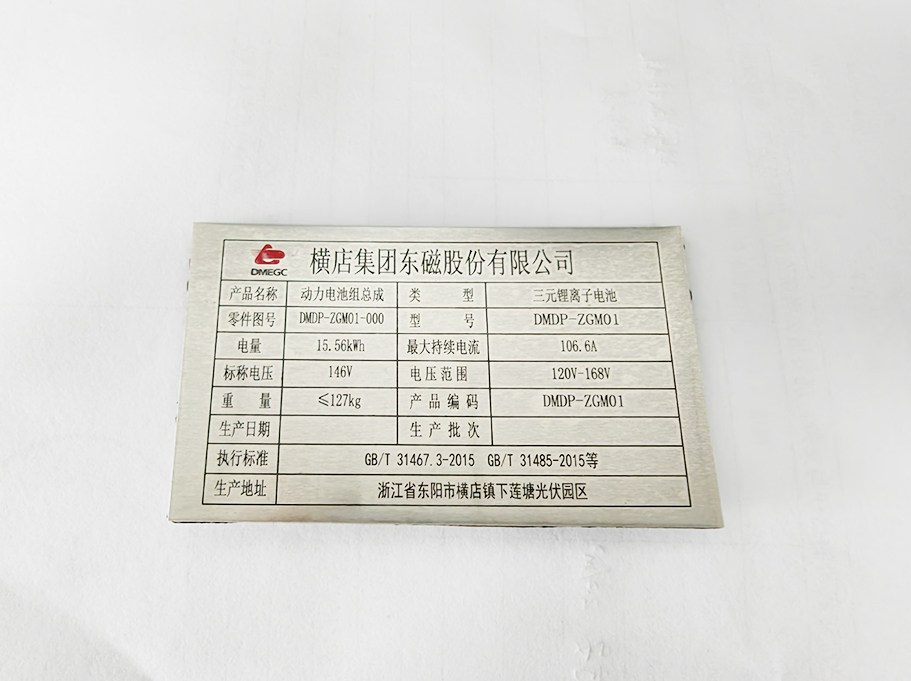 DMEGC 横店集团东磁股份有限公司
产品名称 动力电池组总成 类 型 三元锂离子电池
零件图号 DMDP-ZGM01-000 型 号 DMDP-ZGM01
电量 15.56kWh 最大持续电流 106.6A
标称电压 146V 电压范围 120V-168V
重 量 ≤127kg 产品编码 DMDP-ZGM01
生产日期 生产批次
执行标准 GB/T 31467.3-2015 GB/T 31485-2015等
生产地址 浙江省东阳市横店镇下莲塘光伏园区